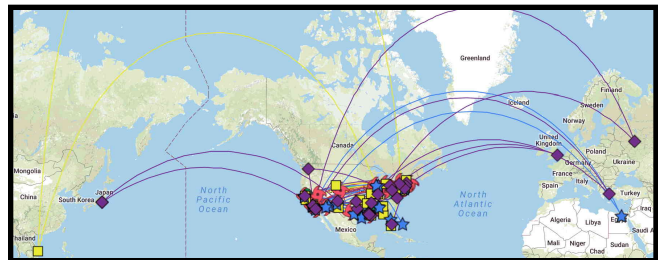 Greenland
Finland
Iceland
Sweden
Norway
Canada
United
Kingdom
Poland
Mongolia
Germany
Ukraine
France
Japan
Spain
Italy
China
South Korea
Turkey
North
Pacific
Ocean
North
Atlantic
Ocean
Algeria
Libya
Saudi A
Mexico
Thailand
Mali
Niger
Chad
Sudan